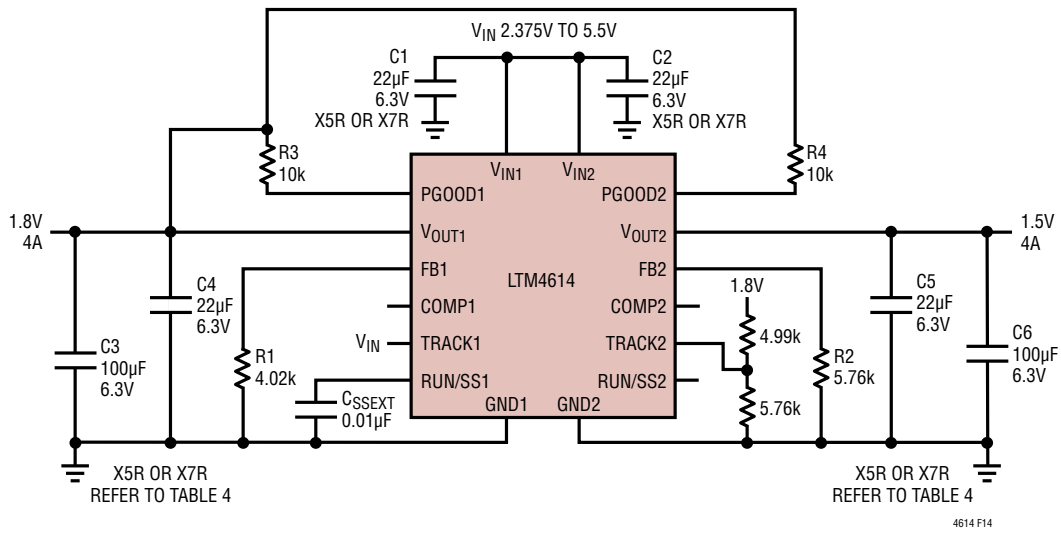 V_IN 2.375V TO 5.5V
C1
22µF
6.3V
X5R OR X7R
C2
22µF
6.3V
X5R OR X7R
R3
10k
R4
10k
V_IN1
V_IN2
PGOOD1
PGOOD2
1.8V
4A
V_OUT1
V_OUT2
1.5V
4A
FB1
FB2
LTM4614
C4
22µF
6.3V
C5
22µF
6.3V
COMP1
COMP2
1.8V
V_IN
TRACK1
TRACK2
4.99k
C3
100µF
6.3V
R1
4.02k
R2
5.76k
C6
100µF
6.3V
RUN/SS1
RUN/SS2
C_SSEXT
0.01µF
GND1
GND2
5.76k
X5R OR X7R
REFER TO TABLE 4
X5R OR X7R
REFER TO TABLE 4
4614 F14